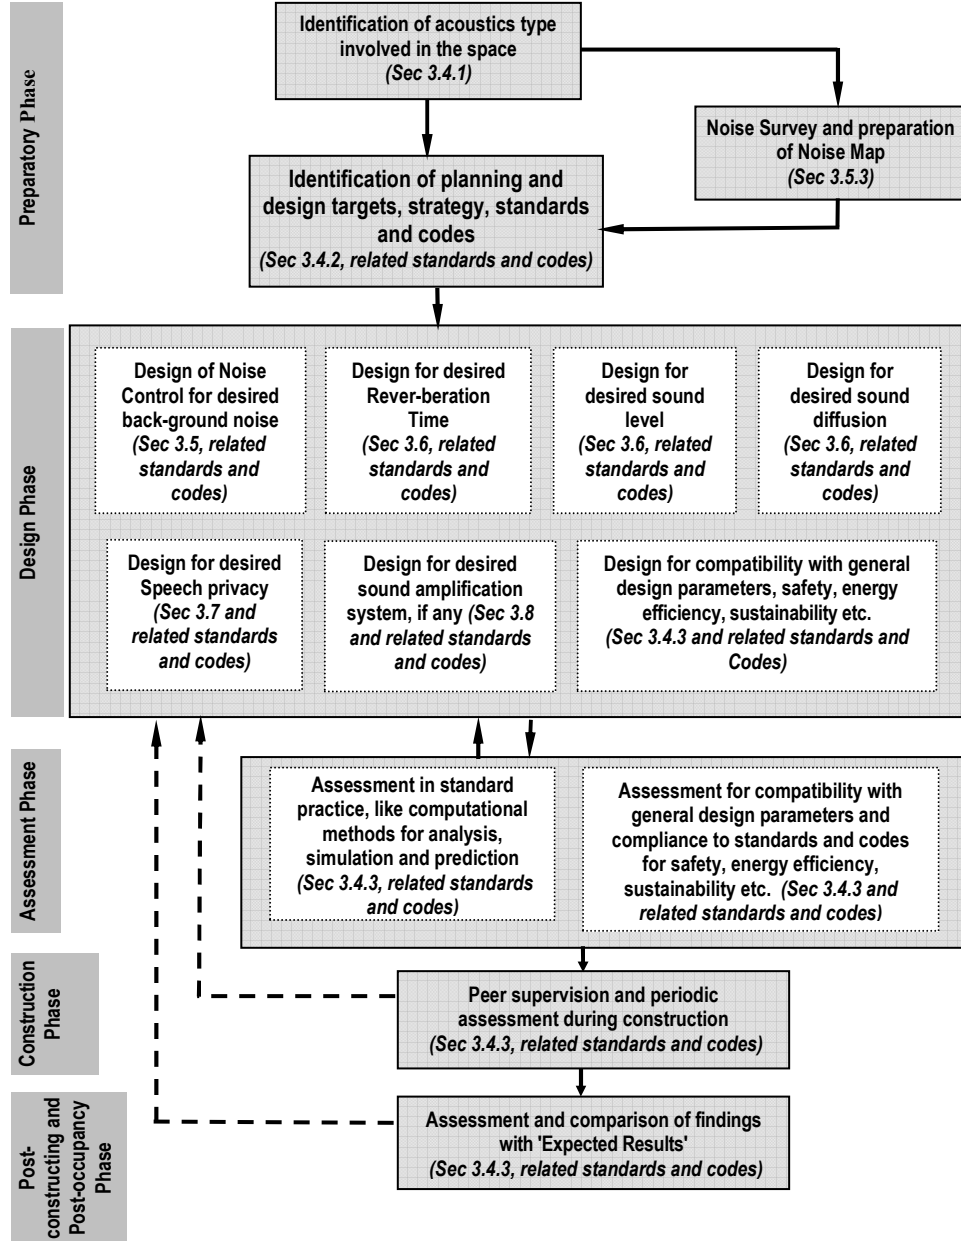 Preparatory Phase
Identification of acoustics type
involved in the space
(Sec 3.4.1)
Noise Survey and preparation
of Noise Map
(Sec 3.5.3)
Identification of planning and
design targets, strategy, standards
and codes
(Sec 3.4.2, related standards and codes)
Design Phase
Design of Noise
Control for desired
back-ground noise
(Sec 3.5, related
standards and
codes)
Design for desired
Rever-beration
Time
(Sec 3.6, related
standards and
codes)
Design for
desired sound
level
(Sec 3.6, related
standards and
codes)
Design for
desired sound
diffusion
(Sec 3.6, related
standards and
codes)
Design for desired
Speech privacy
(Sec 3.7 and
related standards
and codes)
Design for desired
sound amplification
system, if any (Sec 3.8
and related standards
and codes)
Design for compatibility with general
design parameters, safety, energy
efficiency, sustainability etc.
(Sec 3.4.3 and related standards and
Codes)
Assessment Phase
Assessment in standard
practice, like computational
methods for analysis,
simulation and prediction
(Sec 3.4.3, related standards
and codes)
Assessment for compatibility with
general design parameters and
compliance to standards and codes
for safety, energy efficiency,
sustainability etc. (Sec 3.4.3 and
related standards and codes)
Construction
Phase
Peer supervision and periodic
assessment during construction
(Sec 3.4.3, related standards and codes)
Post-
constructing and
Post-occupancy
Phase
Assessment and comparison of findings
with 'Expected Results'
(Sec 3.4.3, related standards and codes)